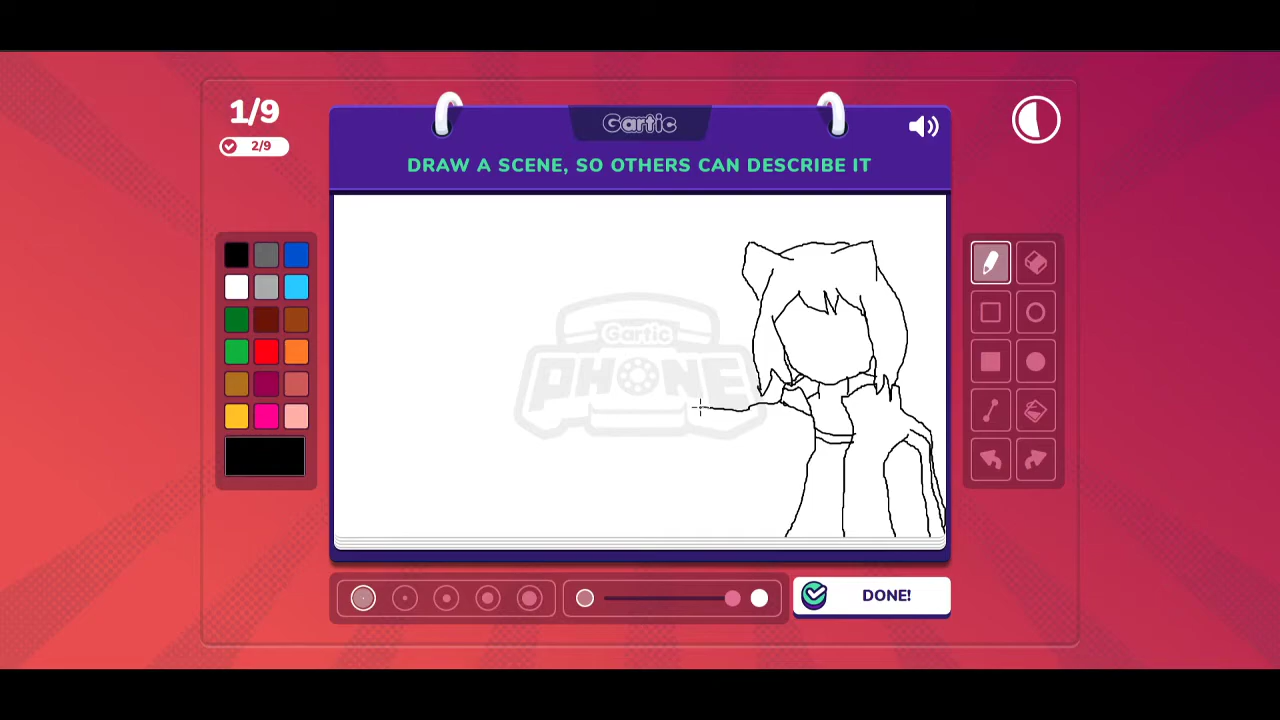 1/9
2/9
Gartic
DRAW A SCENE, SO OTHERS CAN DESCRIBE IT
Gartic
PHONE
DONE!